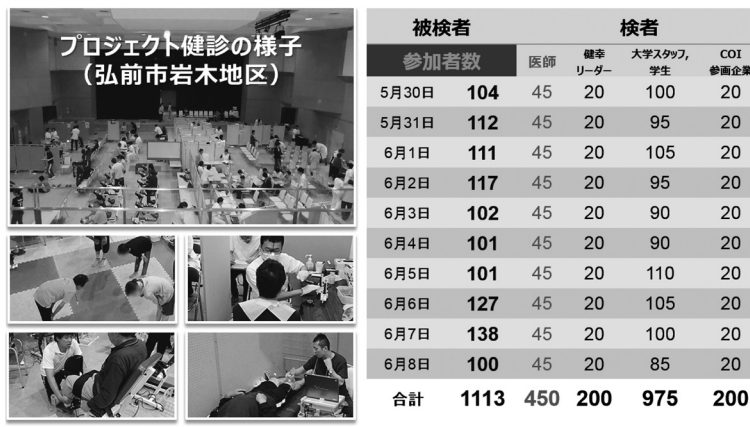 プロジェクト健診の様子
(弘前市岩木地区)
被検者 検者
参加者数 医師 健幸リーダー 大学スタッフ,学生 COI参画企業
5月30日 104 45 20 100 20
5月31日 112 45 20 95 20
6月1日 111 45 20 105 20
6月2日 117 45 20 95 20
6月3日 102 45 20 90 20
6月4日 101 45 20 90 20
6月5日 101 45 20 110 20
6月6日 127 45 20 105 20
6月7日 138 45 20 100 20
6月8日 100 45 20 85 20
合計 1113 450 200 975 200